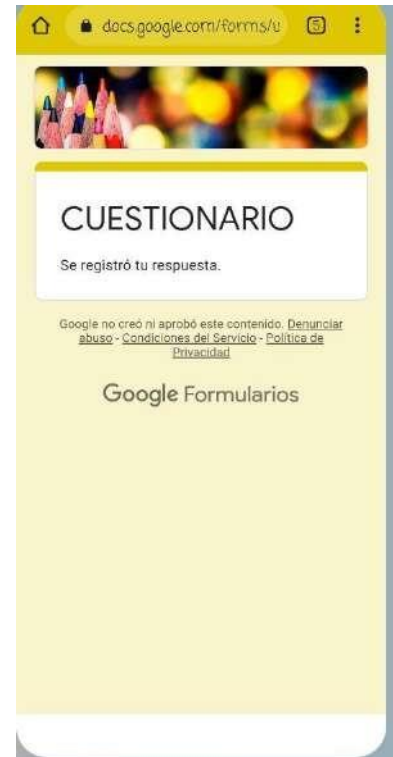 docs.google.com/forms/u
5
CUESTIONARIO
Se registró tu respuesta.
Google no creó ni aprobó este contenido. Denunciar
abuso - Condiciones del Servicio - Política de
Privacidad
Google Formularios